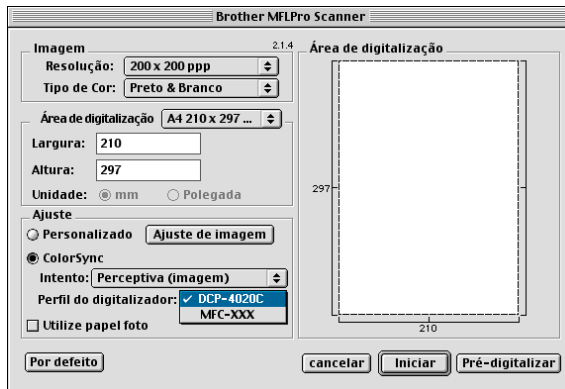 Brother MFLPro Scanner
Imagem
2.1.4
Resolução: 200 x 200 ppp
Tipo de Cor: Preto & Branco
Área de digitalização A4 210 x 297 ...
Largura: 210
Altura: 297
Unidade: mm Polegada
Ajuste
Personalizado Ajuste de imagem
ColorSync
Intento: Perceptiva (imagem)
Perfil do digitalizador: ✓ DCP-4020C
MFC-XXX
Utilize papel foto
Por defeito
Área de digitalização
297
210
cancelar Iniciar Pré-digitalizar